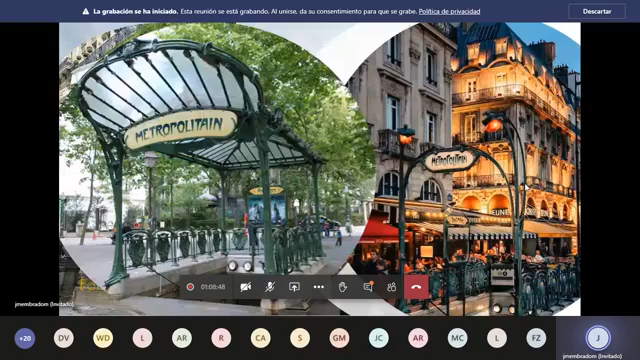 La grabación se ha iniciado. Esta reunión se está grabando. Al unirse, da su consentimiento para que se grabe. Política de privacidad
Descartar
METROPOLITAIN
METROPOLITAIN
01:08:48
jmembradom (Invitado)
+20
DV
WD
L
AR
R
CA
S
GM
JC
AR
MC
L
FZ
J
jmembradom (Invitado)